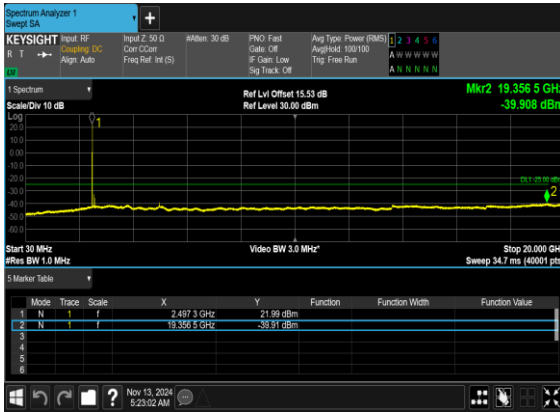 Spectrum Analyzer 1
Swept SA
KEYSIGHT Input: RF Input Z: 50 Ω #Atten: 30 dB PNO: Fast Avg Type: Power (RMS) 1 2 3 4 5 6
R T Coupling: DC Corr CCorr Gate: Off Avg|Hold: 100/100 A W W W W W
Align: Auto Freq Ref: Int (S) IF Gain: Low Trig: Free Run
Sig Track: Off A N N N N N
1 Spectrum Ref Lvl Offset 15.53 dB Mkr2 19.356 5 GHz
Scale/Div 10 dB Ref Level 30.00 dBm -39.908 dBm
Log
1
20.0
10.0
0.00
-10.0
-20.0 DL1 -25.00 dBm
-30.0 2
-40.0
-50.0
-60.0
Start 30 MHz Video BW 3.0 MHz* Stop 20.000 GH
#Res BW 1.0 MHz Sweep 34.7 ms (40001 pts
5 Marker Table
Mode Trace Scale X Y Function Function Width Function Value
1 N 1 f 2.497 3 GHz 21.99 dBm
2 N 1 f 19.356 5 GHz -39.91 dBm
3
4
5
6
? Nov 13, 2024
5:23:02 AM